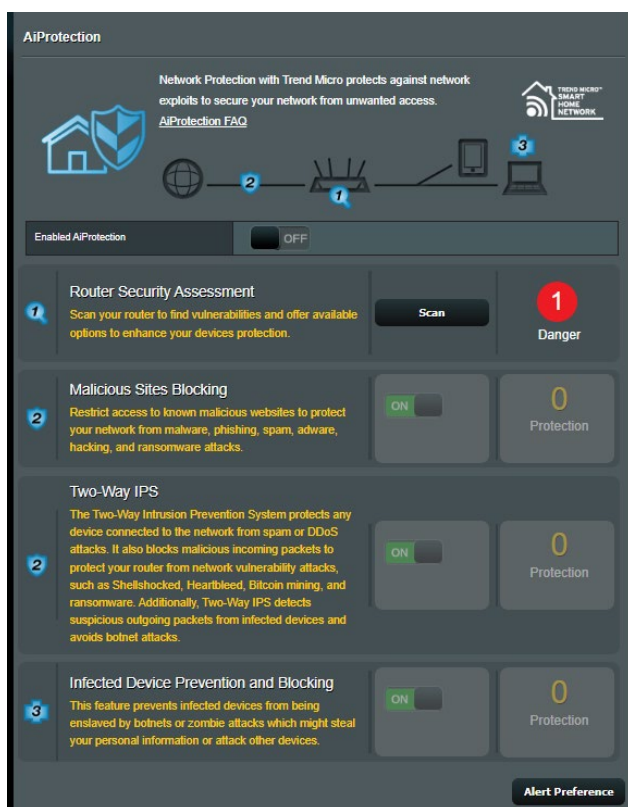 AiProtection
Network Protection with Trend Micro protects against network
exploits to secure your network from unwanted access.
AiProtection FAQ
TREND MICRO™
SMART
HOME
NETWORK
3
2
1
Enabled AiProtection
OFF
1
Router Security Assessment
Scan your router to find vulnerabilities and offer available
options to enhance your devices protection.
Scan
1
Danger
2
Malicious Sites Blocking
Restrict access to known malicious websites to protect
your network from malware, phishing, spam, adware,
hacking, and ransomware attacks.
ON
0
Protection
2
Two-Way IPS
The Two-Way Intrusion Prevention System protects any
device connected to the network from spam or DDoS
attacks. It also blocks malicious incoming packets to
protect your router from network vulnerability attacks,
such as Shellshocked, Heartbleed, Bitcoin mining, and
ransomware. Additionally, Two-Way IPS detects
suspicious outgoing packets from infected devices and
avoids botnet attacks.
ON
0
Protection
3
Infected Device Prevention and Blocking
This feature prevents infected devices from being
enslaved by botnets or zombie attacks which might steal
your personal information or attack other devices.
ON
0
Protection
Alert Preference